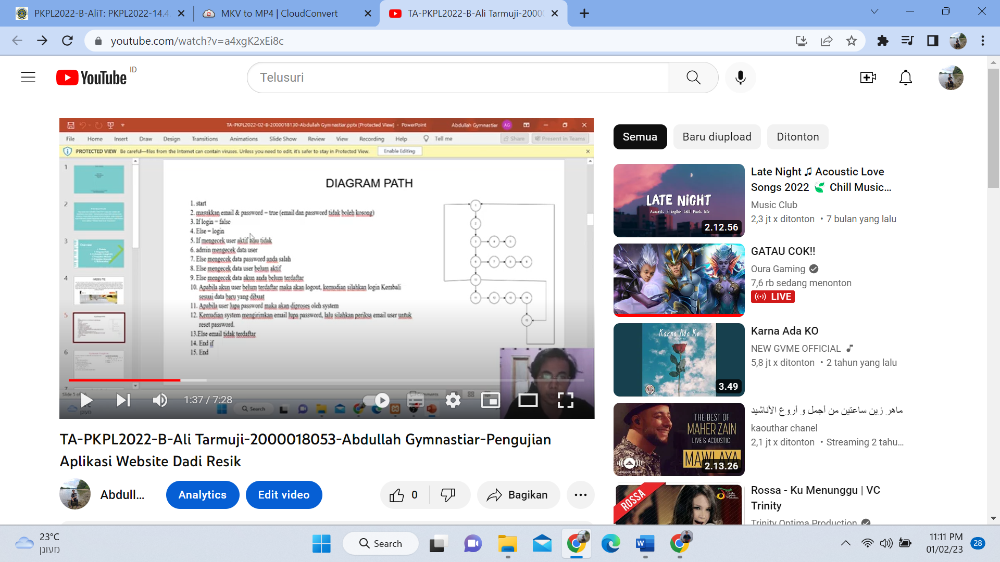 PKPL2022-B-AliT: PKPL2022-14.4
MKV to MP4 | CloudConvert
TA-PKPL2022-B-Ali Tarmuji-2000
youtube.com/watch?v=a4xgK2xEi8c
YouTube ID
Telusuri
TA-PKPL2022-02-B-2000018130-Abdullah Gymnastiar.pptx [Protected View] - PowerPoint
Abdullah Gymnastiar AG
File Home Insert Draw Design Transitions Animations Slide Show Review View Recording Help Tell me Share Present in Teams
PROTECTED VIEW Be careful—files from the Internet can contain viruses. Unless you need to edit, it's safer to stay in Protected View. Enable Editing
1
2
3
4
5
6
7
DIAGRAM PATH
1. start
2. masukkan email & password = true (email dan password tidak boleh kosong)
3. If login = false
4. Else = login
5. If mengecek user aktif atau tidak
6. admin mengecek data user
7. Else mengecek data password anda salah
8. Else mengecek data user belum aktif
9. Else mengecek data akun anda belum terdaftar
10. Apabila akun user belum terdaftar maka akan logout, kemudian silahkan login Kembali
sesuai data baru yang dibuat
11. Apabila user lupa password maka akan diproses oleh system
12. Kemudian system mengirimkan email lupa password, lalu silahkan periksa email user untuk
reset password.
13.Else email tidak terdaftar
14. End if
15. End
1:37 / 7:28
Search
TA-PKPL2022-B-Ali Tarmuji-2000018053-Abdullah Gymnastiar-Pengujian
Aplikasi Website Dadi Resik
Abdull...
Analytics
Edit video
0
Bagikan
Semua
Baru diupload
Ditonton
LATE NIGHT
Acoustic / English Chill Music Mix
2.12.56
Late Night ♫ Acoustic Love
Songs 2022 🍃 Chill Music...
Music Club
2,3 jt x ditonton • 7 bulan yang lalu
GATAU COK!!
Oura Gaming
7,6 rb sedang menonton
LIVE
Karna Ada Ko
3.49
Karna Ada KO
NEW GVME OFFICIAL
5,8 jt x ditonton • 2 tahun yang lalu
THE BEST OF
MAHER ZAIN
LIVE & ACOUSTIC
MAWLAYA
2.13.26
ماهر زين ساعتين من أجمل و أروع الأناشيد
kaouthar chanel
2,1 jt x ditonton • Streaming 2 tahu...
ROSSA
Trinity
Rossa - Ku Menunggu | VC
Trinity
Trinity Optima Production
23°C
מעונן
Search
11:11 PM
01/02/23
28